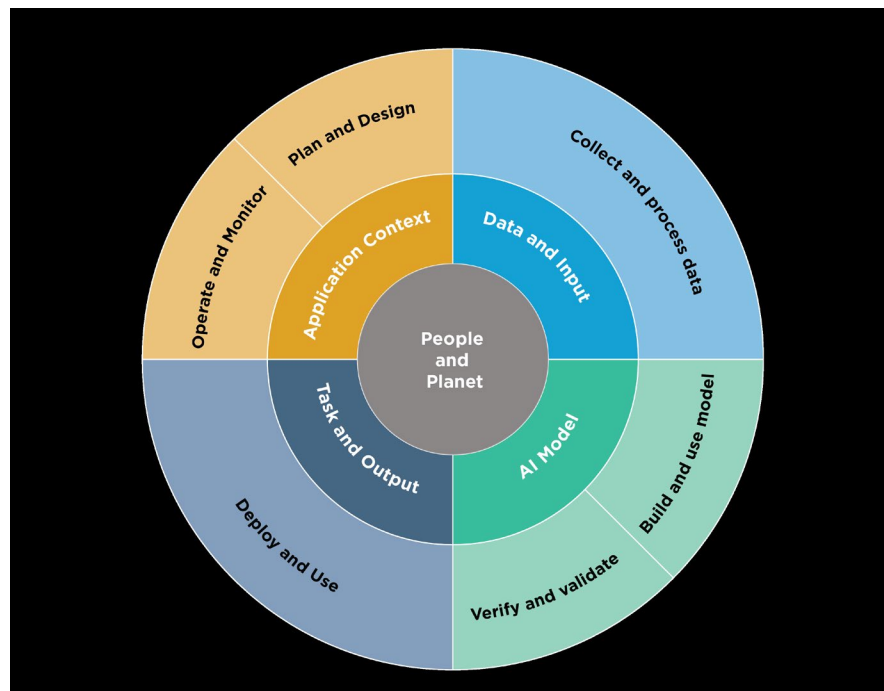 Plan and Design
Collect and process data
Operate and Monitor
Application Context
Data and Input
People
and
Planet
Task and Output
AI Model
Build and use model
Deploy and Use
Verify and validate